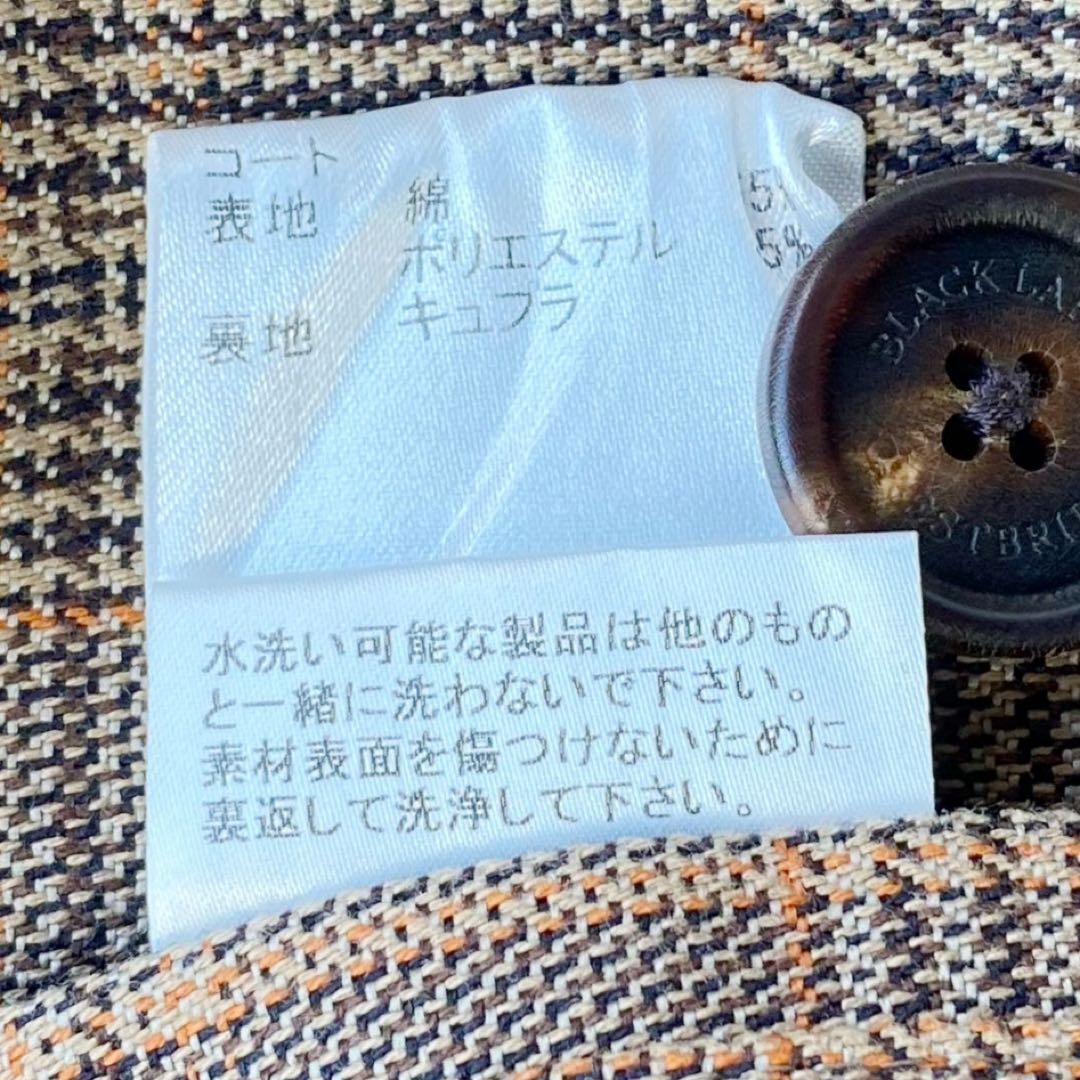 コート
表地 綿
ポリエステル 5%
裏地 キュプラ
水洗い可能な製品は他のもの
と一緒に洗わないで下さい。
素材表面を傷つけないために
裏返して洗浄して下さい。
BLACK LA
STBRI